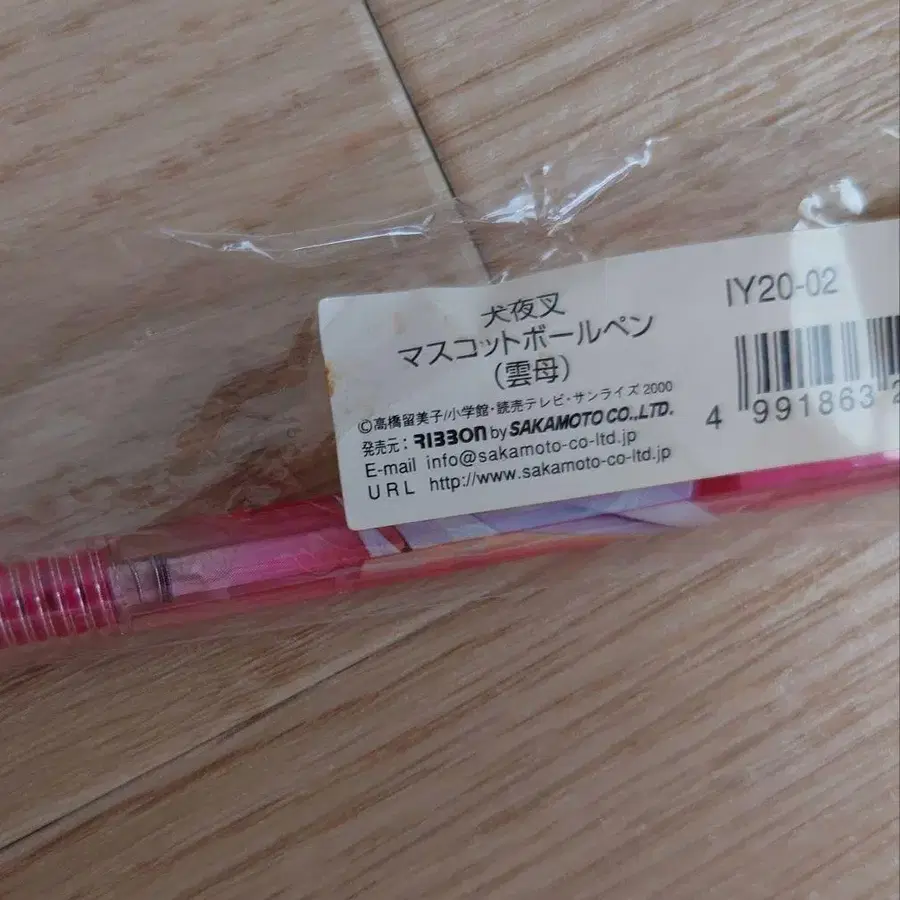 犬夜叉
マスコットボールペン
(雲母)
©高橋留美子/小学館・読売テレビ・サンライズ 2000
発売元:RIBBON by SAKAMOTO CO.,LTD.
E-mail info@sakamoto-co-ltd.jp
URL http://www.sakamoto-co-ltd.jp
IY20-02
4 991863